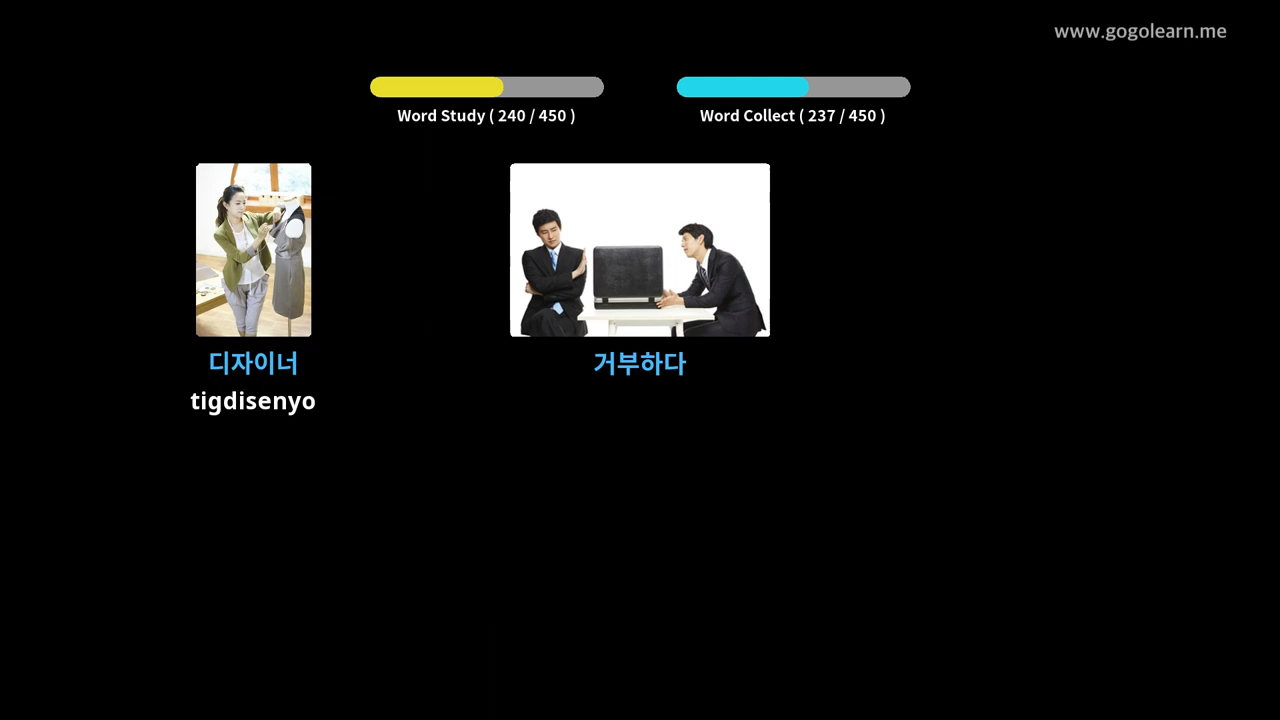 www.gogolearn.me
Word Study ( 240 / 450 )
Word Collect ( 237 / 450 )
디자이너
tigdisenyo
거부하다